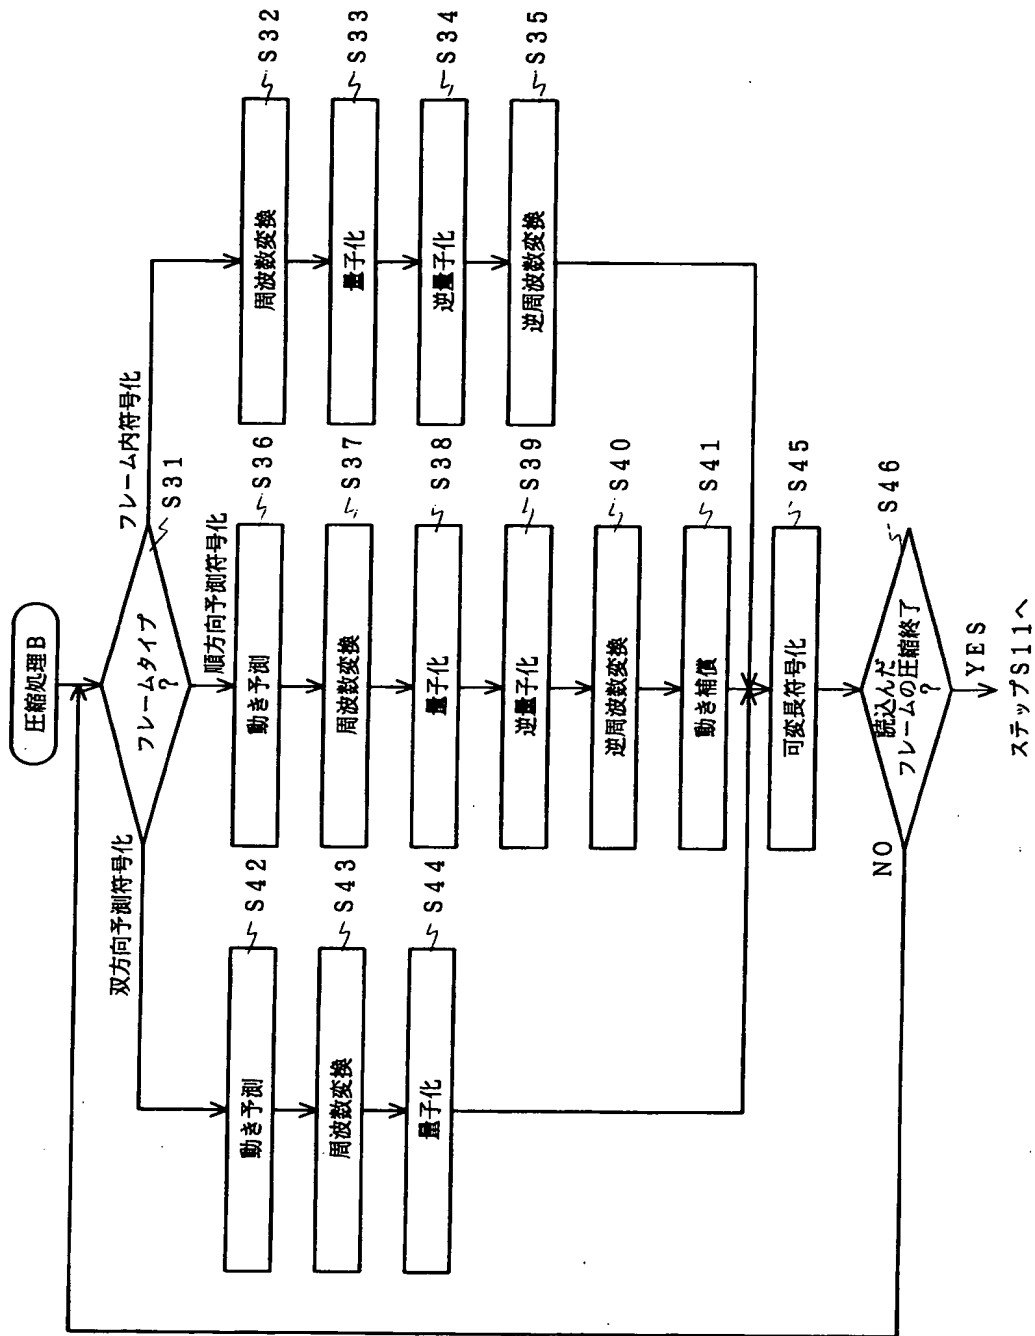 圧縮処理B
フレームタイプ
?
S31
フレーム内符号化
順方向予測符号化
双方向予測符号化
周波数変換
S32
量子化
S33
逆量子化
S34
逆周波数変換
S35
動き予測
S36
周波数変換
S37
量子化
S38
逆量子化
S39
逆周波数変換
S40
動き補償
S41
動き予測
S42
周波数変換
S43
量子化
S44
可変長符号化
S45
読込んだ
フレームの圧縮終了
?
S46
NO
YES
ステップS11へ